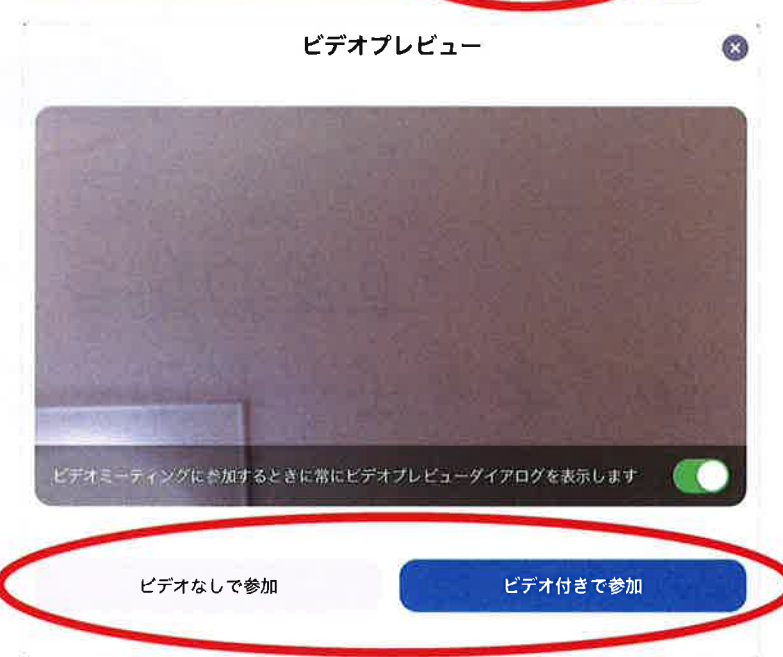 ビデオプレビュー
ビデオミーティングに参加するときに常にビデオプレビューダイアログを表示します
ビデオなしで参加
ビデオ付きで参加